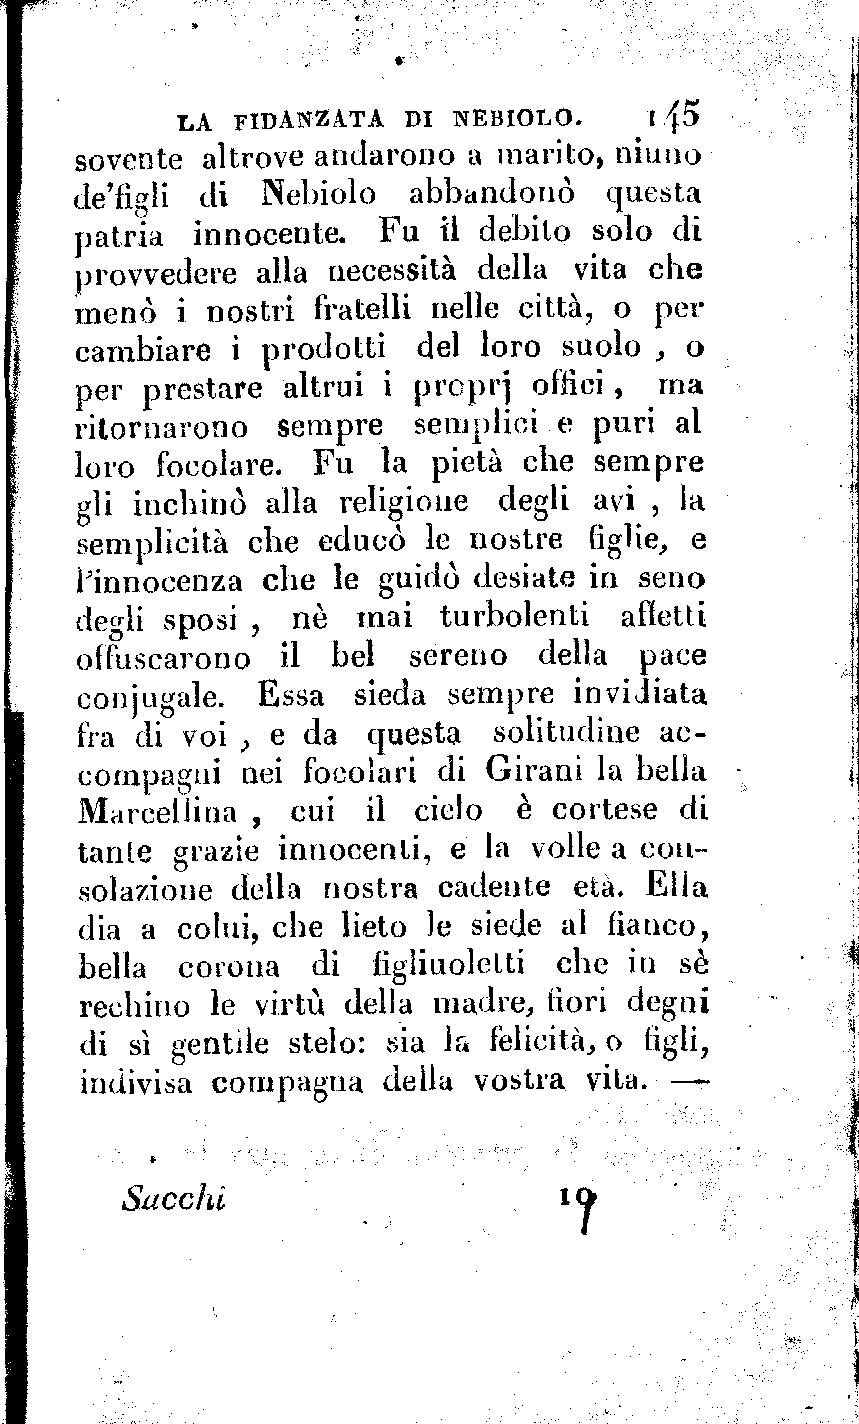 LA FIDANZATA DI NEBIOLO. 145
sovente altrove andarono a marito, niuno
de'figli di Nebiolo abbandonò questa
patria innocente. Fu il debito solo di
provvedere alla necessità della vita che
menò i nostri fratelli nelle città, o per
cambiare i prodotti del loro suolo , o
per prestare altrui i proprj offici , ma
ritornarono sempre semplici e puri al
loro focolare. Fu la pietà che sempre
gli inchinò alla religione degli avi , la
semplicità che educò le nostre figlie, e
l'innocenza che le guidò desiate in seno
degli sposi , nè mai turbolenti affetti
offuscarono il bel sereno della pace
conjugale. Essa sieda sempre invidiata
fra di voi , e da questa solitudine ac-
compagni nei focolari di Girani la bella
Marcellina , cui il cielo è cortese di
tante grazie innocenti, e la volle a con-
solazione della nostra cadente età. Ella
dia a colui, che lieto le siede al fianco,
bella corona di figliuoletti che in sè
rechino le virtù della madre, fiori degni
di sì gentile stelo: sia la felicità, o figli,
indivisa compagna della vostra vita. —
Sacchi 19